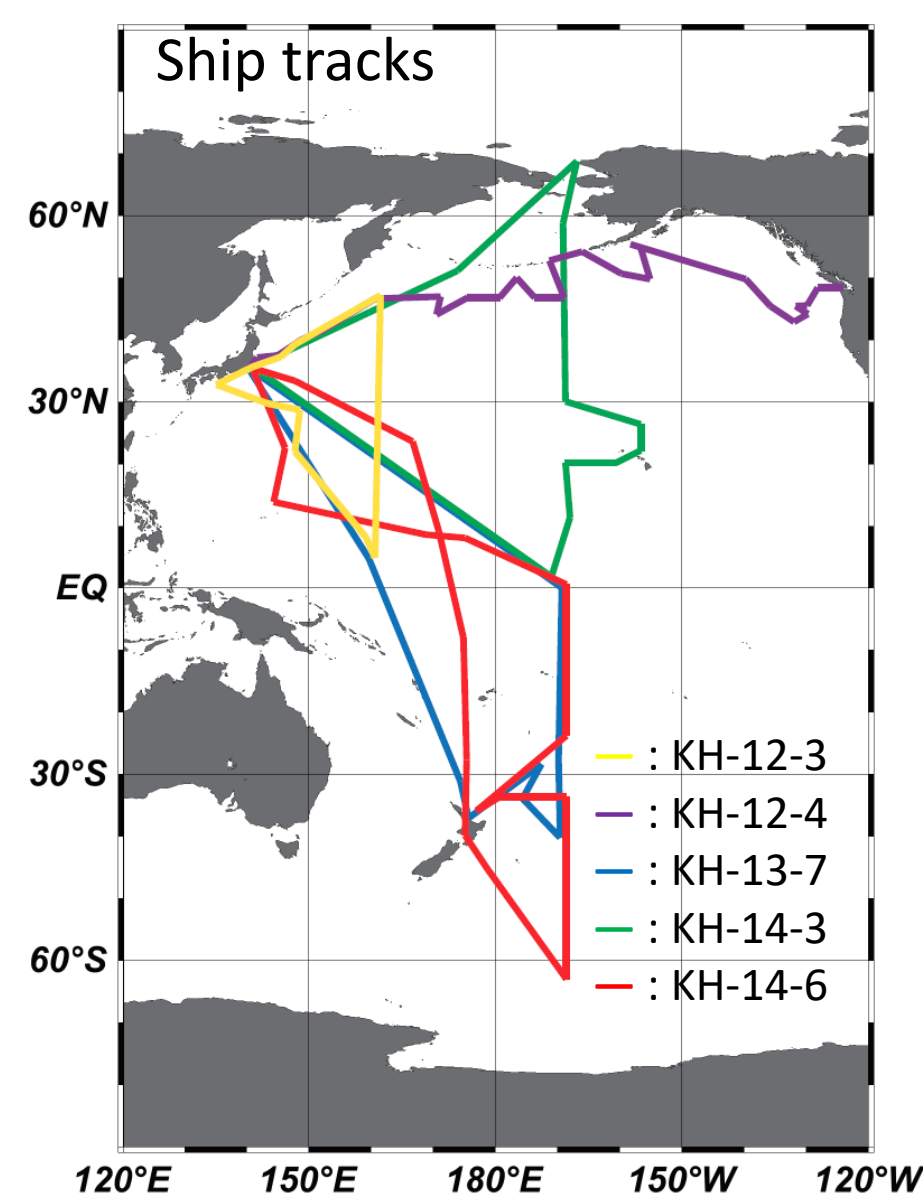 Ship tracks
60°N
30°N
EQ
30°S
60°S
: KH-12-3
: KH-12-4
: KH-13-7
: KH-14-3
: KH-14-6
120°E 150°E 180°E 150°W 120°W